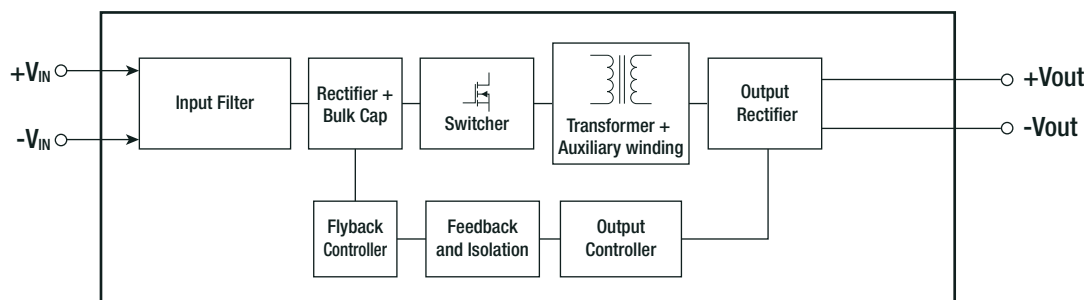 +VIN
-VIN
Input Filter
Rectifier +
Bulk Cap
Switcher
Transformer +
Auxiliary winding
Output
Rectifier
+Vout
-Vout
Flyback
Controller
Feedback
and Isolation
Output
Controller